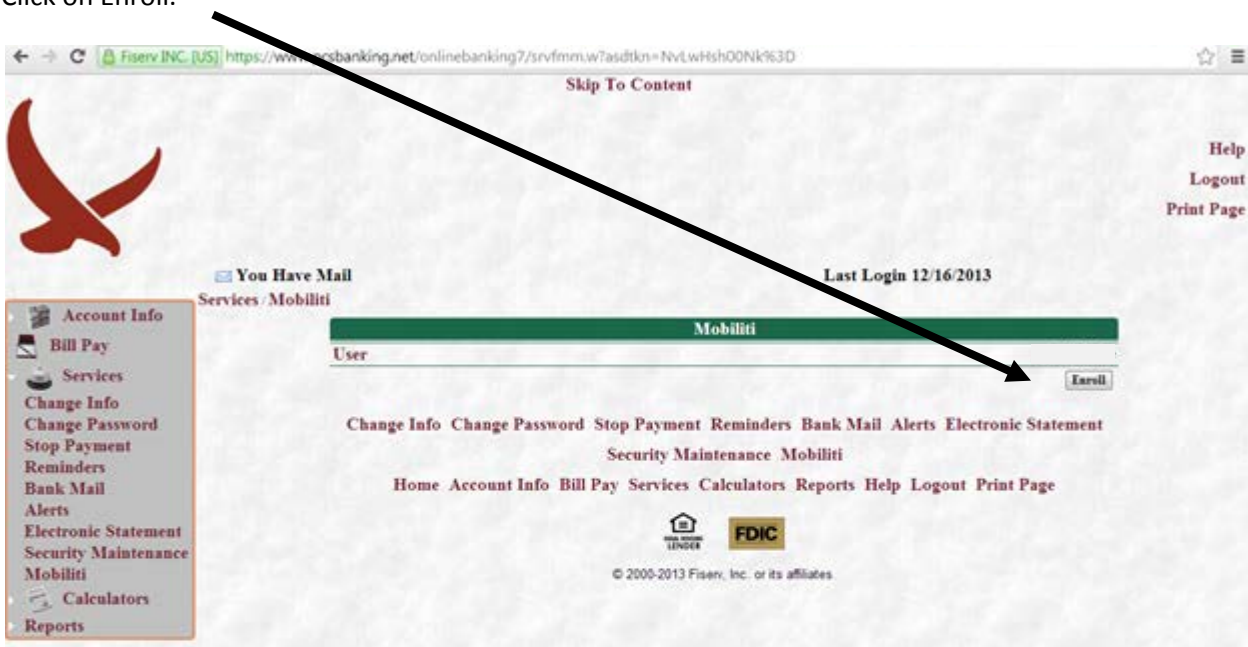 Click on Enroll.
Fiserv INC. [US] https://www.
csbanking.net/onlinebanking7/srvfmm.w?asdtkn=NvLwHsh00Nk%3D
Skip To Content
Help
Logout
Print Page
You Have Mail
Last Login 12/16/2013
Services / Mobiliti
Account Info
Bill Pay
Services
Change Info
Change Password
Stop Payment
Reminders
Bank Mail
Alerts
Electronic Statement
Security Maintenance
Mobiliti
Calculators
Reports
Mobiliti
User
Enroll
Change Info Change Password Stop Payment Reminders Bank Mail Alerts Electronic Statement
Security Maintenance Mobiliti
Home Account Info Bill Pay Services Calculators Reports Help Logout Print Page
LENDER
FDIC
© 2000-2013 Fiserv, Inc. or its affiliates.